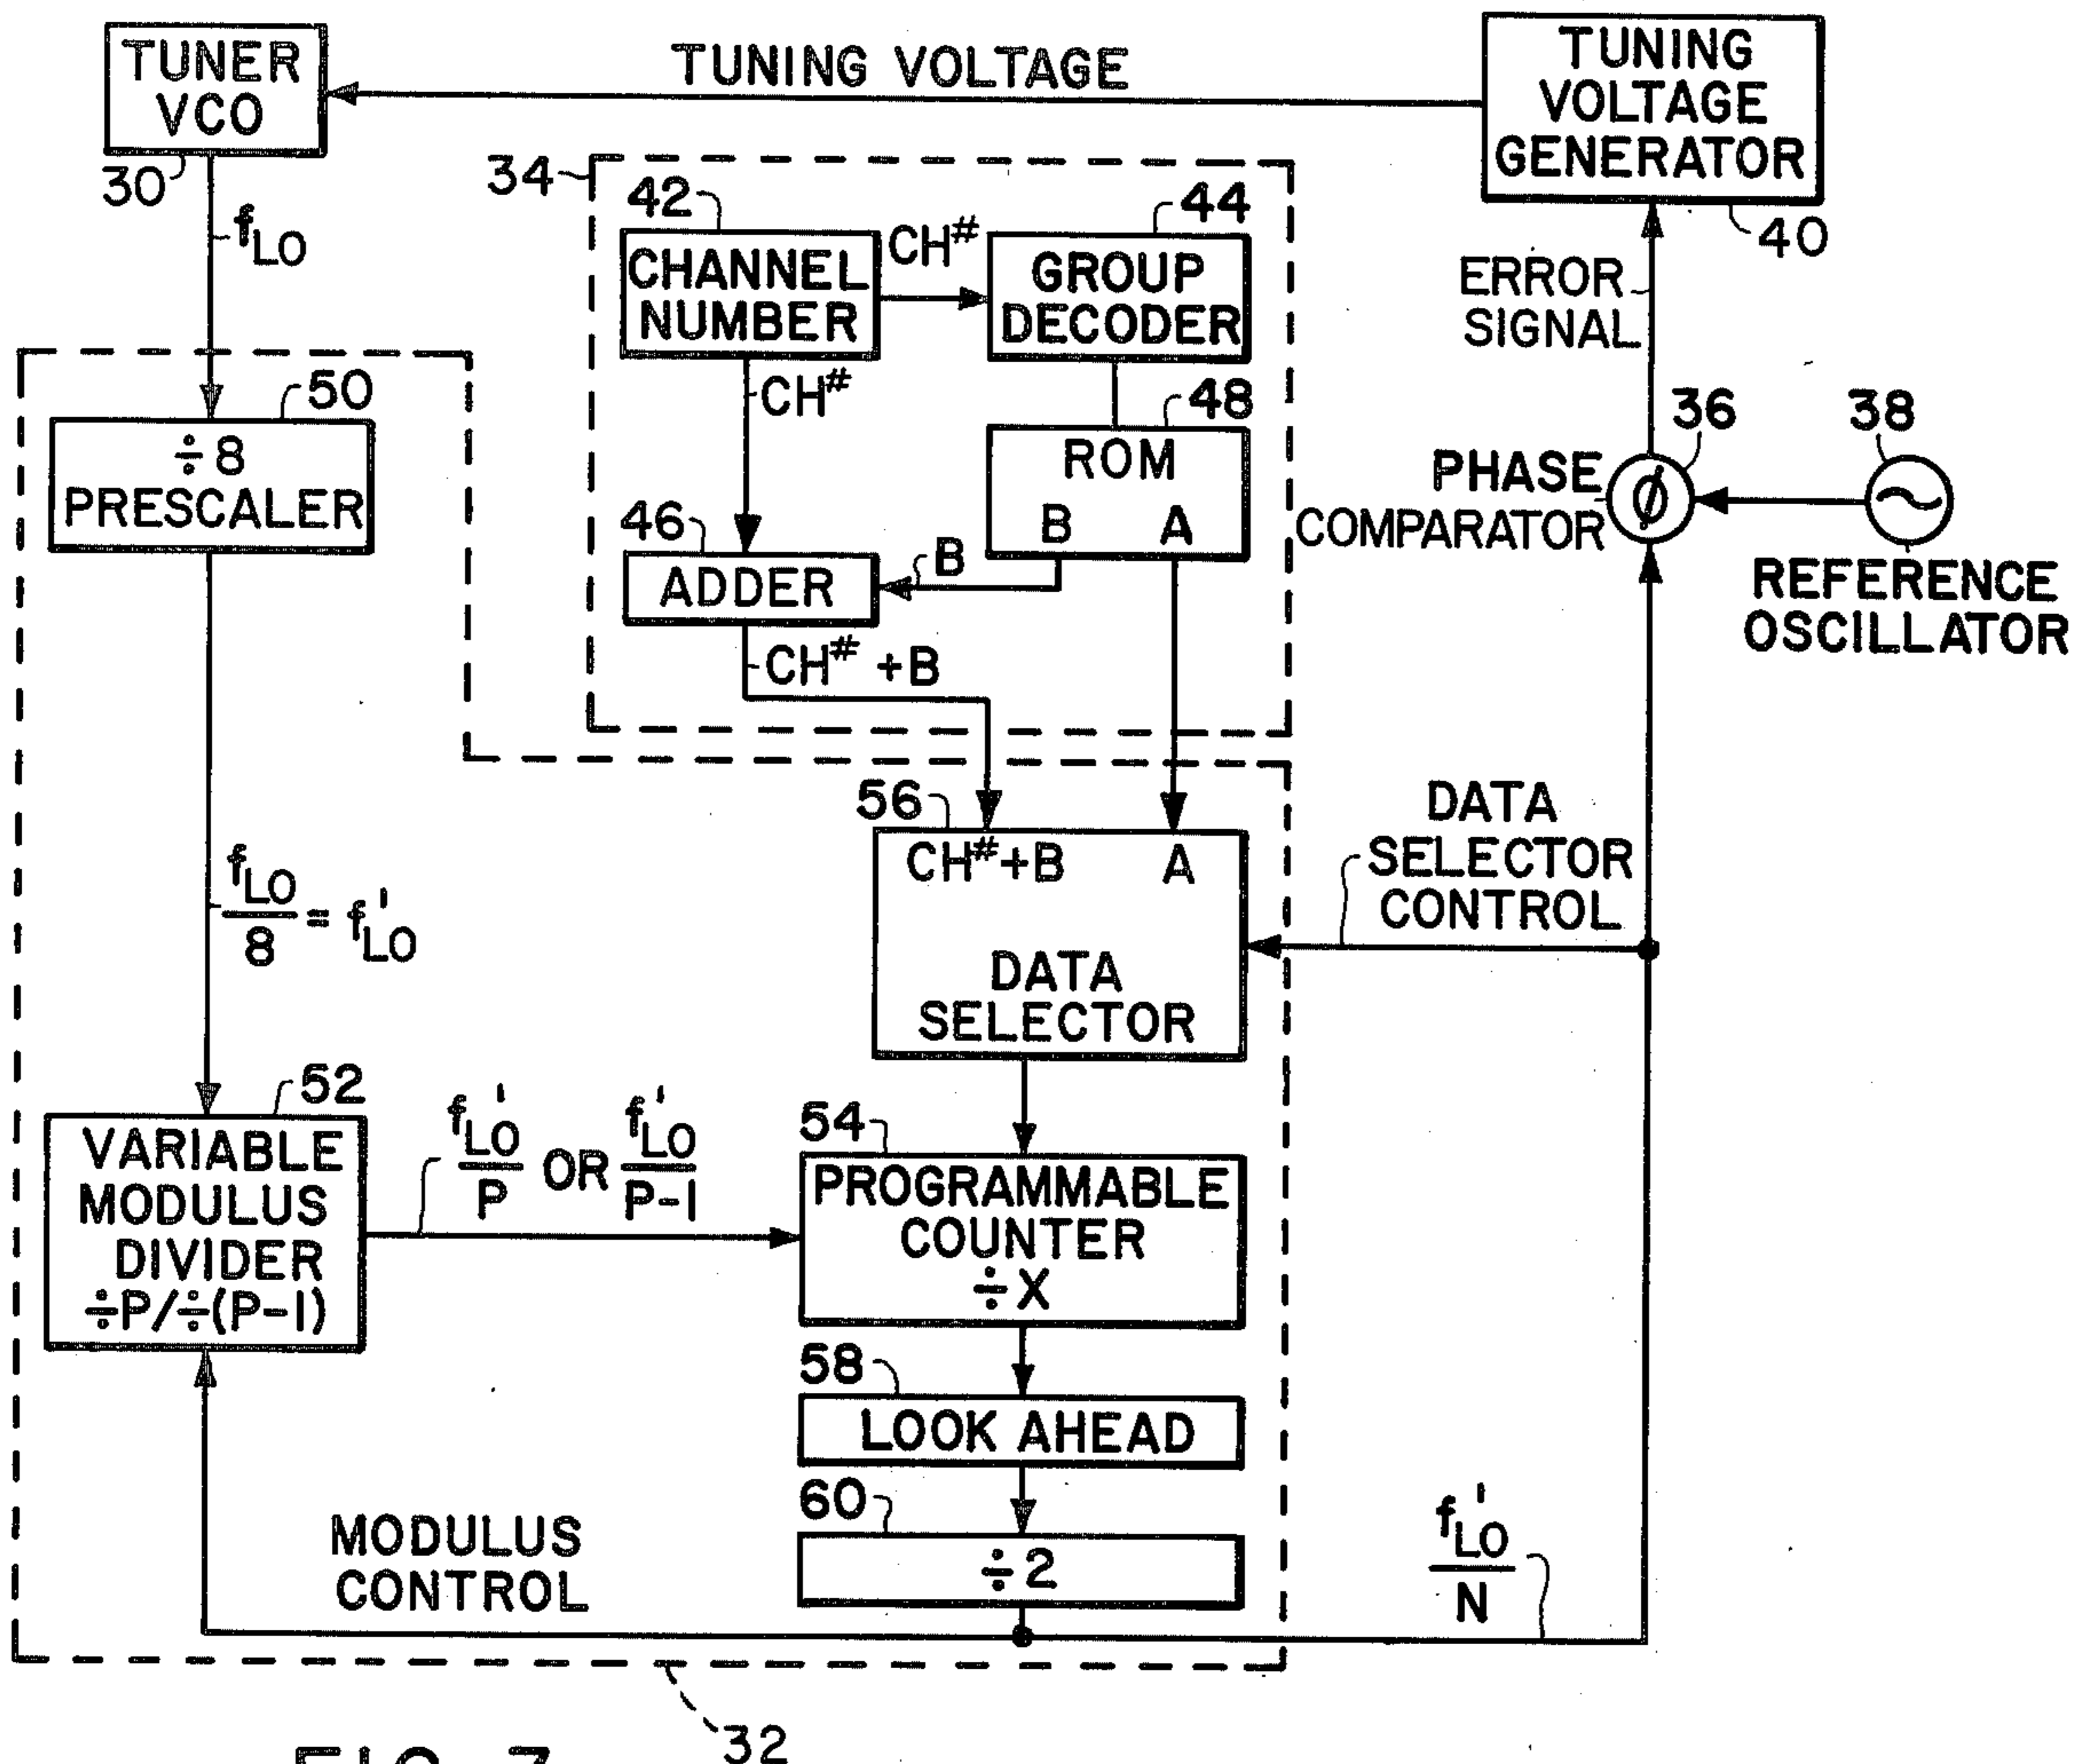 TUNER
VCO
30
f LO
TUNING VOLTAGE
TUNING
VOLTAGE
GENERATOR
40
34
42
CHANNEL
NUMBER
CH#
44
GROUP
DECODER
ERROR
SIGNAL
CH#
48
ROM
B A
46
ADDER
B
CH# +B
36
PHASE
COMPARATOR
φ
38
REFERENCE
OSCILLATOR
50
÷8
PRESCALER
f LO / 8 = f' LO
56
CH#+B A
DATA
SELECTOR
DATA
SELECTOR
CONTROL
52
VARIABLE
MODULUS
DIVIDER
÷P/÷(P-1)
f' LO / P OR f' LO / P-1
54
PROGRAMMABLE
COUNTER
÷X
58
LOOK AHEAD
60
÷2
MODULUS
CONTROL
f' LO / N
32